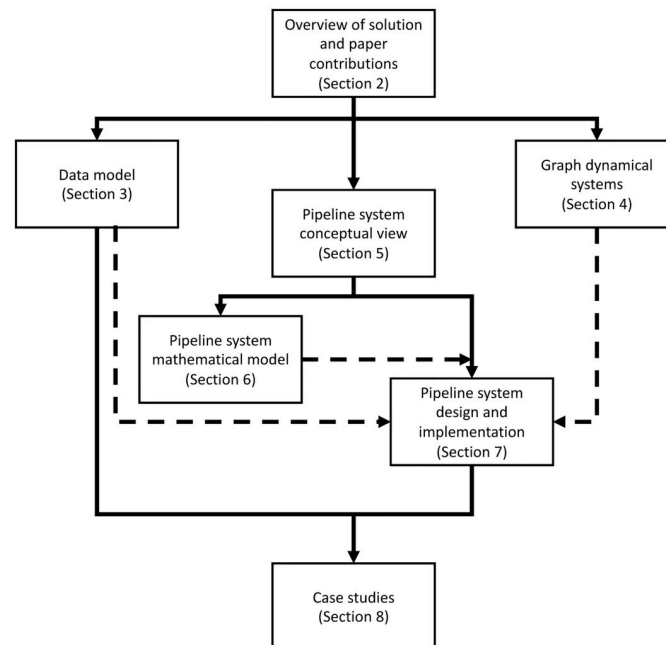 Overview of solution
and paper
contributions
(Section 2)
Data model
(Section 3)
Graph dynamical
systems
(Section 4)
Pipeline system
conceptual view
(Section 5)
Pipeline system
mathematical model
(Section 6)
Pipeline system
design and
implementation
(Section 7)
Case studies
(Section 8)